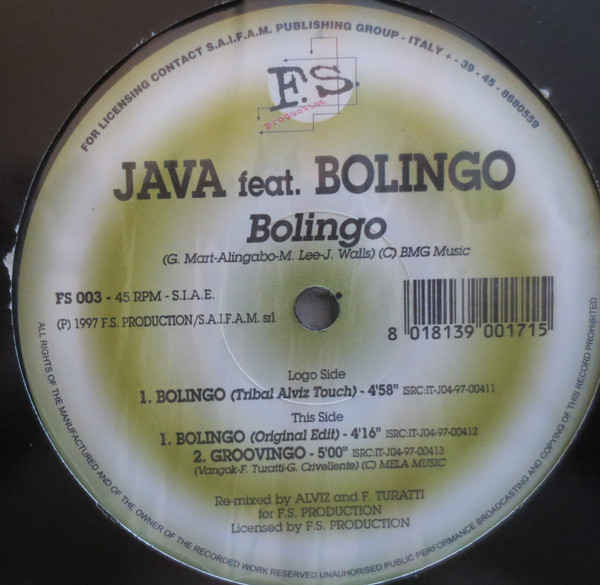 FOR LICENSING CONTACT S.A.I.F.A.M. PUBLISHING GROUP - ITALY + - 39 - 45 - 8680559
F.S.
production
JAVA feat. BOLINGO
Bolingo
(G. Mart-Alingabo-M. Lee-J. Walls) (C) BMG Music
FS 003 - 45 RPM - S.I.A.E.
(P) 1997 F.S. PRODUCTION/S.A.I.F.A.M. srl
8 018139 001715
Logo Side
1. BOLINGO (Tribal Alviz Touch) - 4'58" ISRC:IT-J04-97-00411
This Side
1. BOLINGO (Original Edit) - 4'16" ISRC:IT-J04-97-00412
2. GROOVINGO - 5'00" ISRC:IT-J04-97-00413
(Vangok-F. Turatti-G. Crivellente) (C) MELA MUSIC
Re-mixed by ALVIZ and F. TURATTI
for F.S. PRODUCTION
Licensed by F.S. PRODUCTION
ALL RIGHTS OF THE MANUFACTURED AND OF THE OWNER OF THE RECORDED WORK RESERVED UNAUTHORISED PUBLIC PERFORMANCE BROADCASTING AND COPYING OF THIS RECORD PROHIBITED